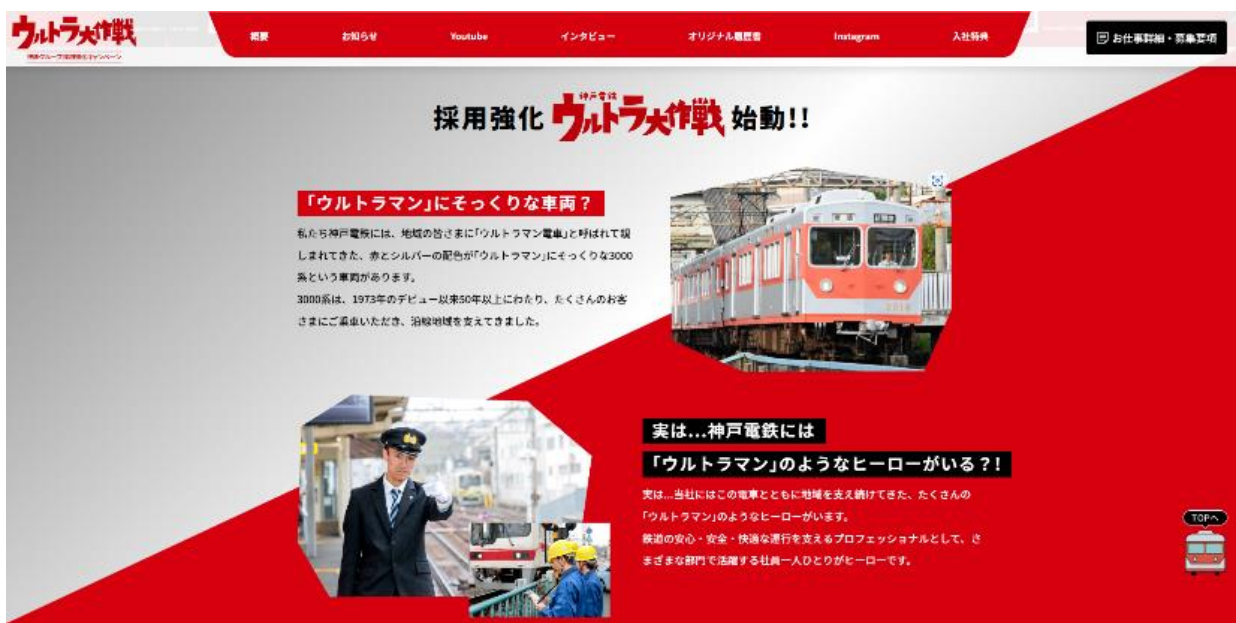 ウルトラ大作戦
概要
お知らせ
Youtube
インタビュー
オリジナル履歴書
Instagram
入社特典
お仕事詳細・募集要項
神戸電鉄
採用強化 ウルトラ大作戦 始動!!
「ウルトラマン」にそっくりな車両？
私たち神戸電鉄には、地域の皆さまに「ウルトラマン電車」と呼ばれて親
しまれてきた、赤とシルバーの配色が「ウルトラマン」にそっくりな3000
系という車両があります。
3000系は、1973年のデビュー以来50年以上にわたり、たくさんのお客
さまにご乗車いただき、沿線地域を支えてきました。
実は...神戸電鉄には
「ウルトラマン」のようなヒーローがいる？!
実は...当社にはこの電車とともに地域を支え続けてきた、たくさんの
「ウルトラマン」のようなヒーローがいます。
鉄道の安心・安全・快適な運行を支えるプロフェッショナルとして、さ
まざまな部門で活躍する社員一人ひとりがヒーローです。
TOPへ